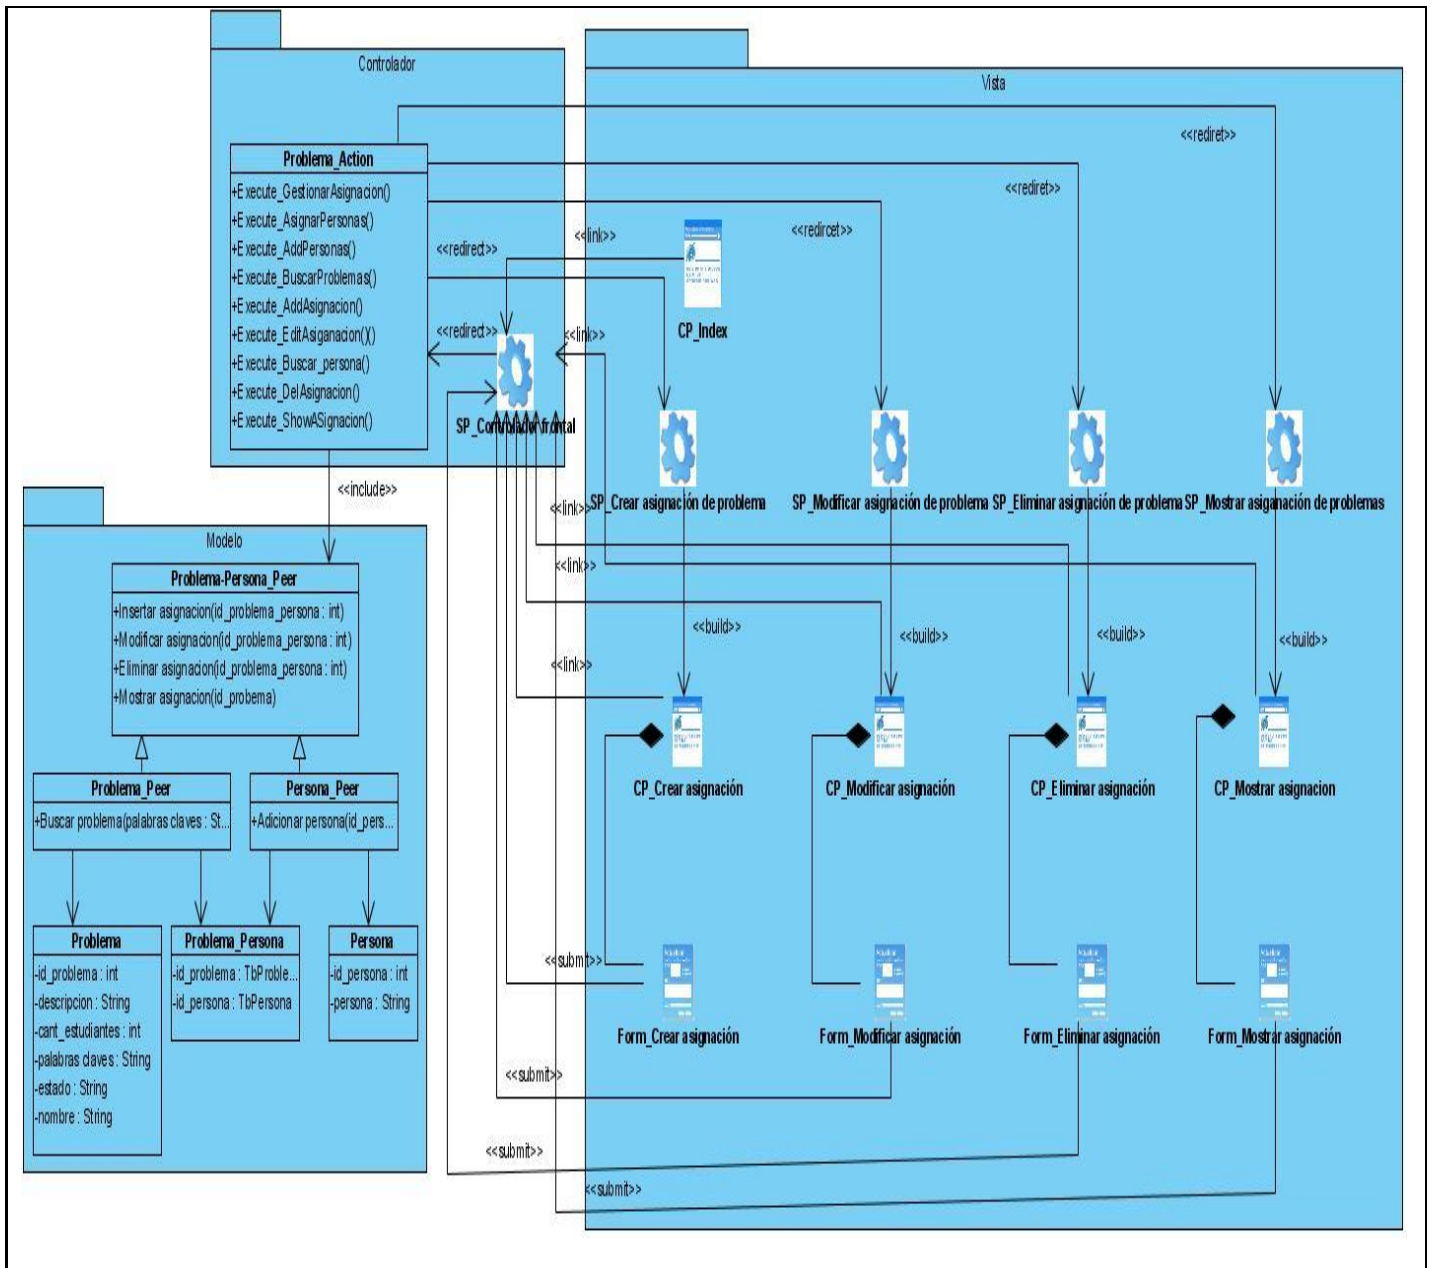 Controlador
Vista
<<rediret>>
Problema_Action
+Execute_GestionarAsignacion()
+Execute_AsignarPersonas()
+Execute_AddPersonas()
+Execute_BuscarProblemas()
+Execute_AddAsignacion()
+Execute_EditAsiganacion()()
+Execute_Buscar_persona()
+Execute_DelAsignacion()
+Execute_ShowASignacion()
<<rediret>>
<<redircet>>
<<link>>
<<redirect>>
CP_Index
<<redirect>>
<<link>>
SP_Controlador frontal
<<include>>
SP_Crear asignación de problema
SP_Modificar asignación de problema
SP_Eliminar asignación de problema
SP_Mostrar asiganación de problemas
<<link>>
<<link>>
<<link>>
<<build>>
<<build>>
<<build>>
<<build>>
Modelo
Problema-Persona_Peer
+Insertar asignacion(id_problema_persona : int)
+Modificar asignacion(id_problema_persona : int)
+Eliminar asignacion(id_problema_persona : int)
+Mostrar asignacion(id_probema)
CP_Crear asignación
CP_Modificar asignación
CP_Eliminar asignación
CP_Mostrar asignacion
Problema_Peer
+Buscar problema(palabras claves : St...
Persona_Peer
+Adicionar persona(id_pers...
Problema
-id_problema : int
-descripcion : String
-cant_estudiantes : int
-palabras claves : String
-estado : String
-nombre : String
Problema_Persona
-id_problema : TbProble...
-id_persona : TbPersona
Persona
-id_persona : int
-persona : String
<<submit>>
Form_Crear asignación
Form_Modificar asignación
Form_Eliminar asignación
Form_Mostrar asignación
<<submit>>
<<submit>>
<<submit>>